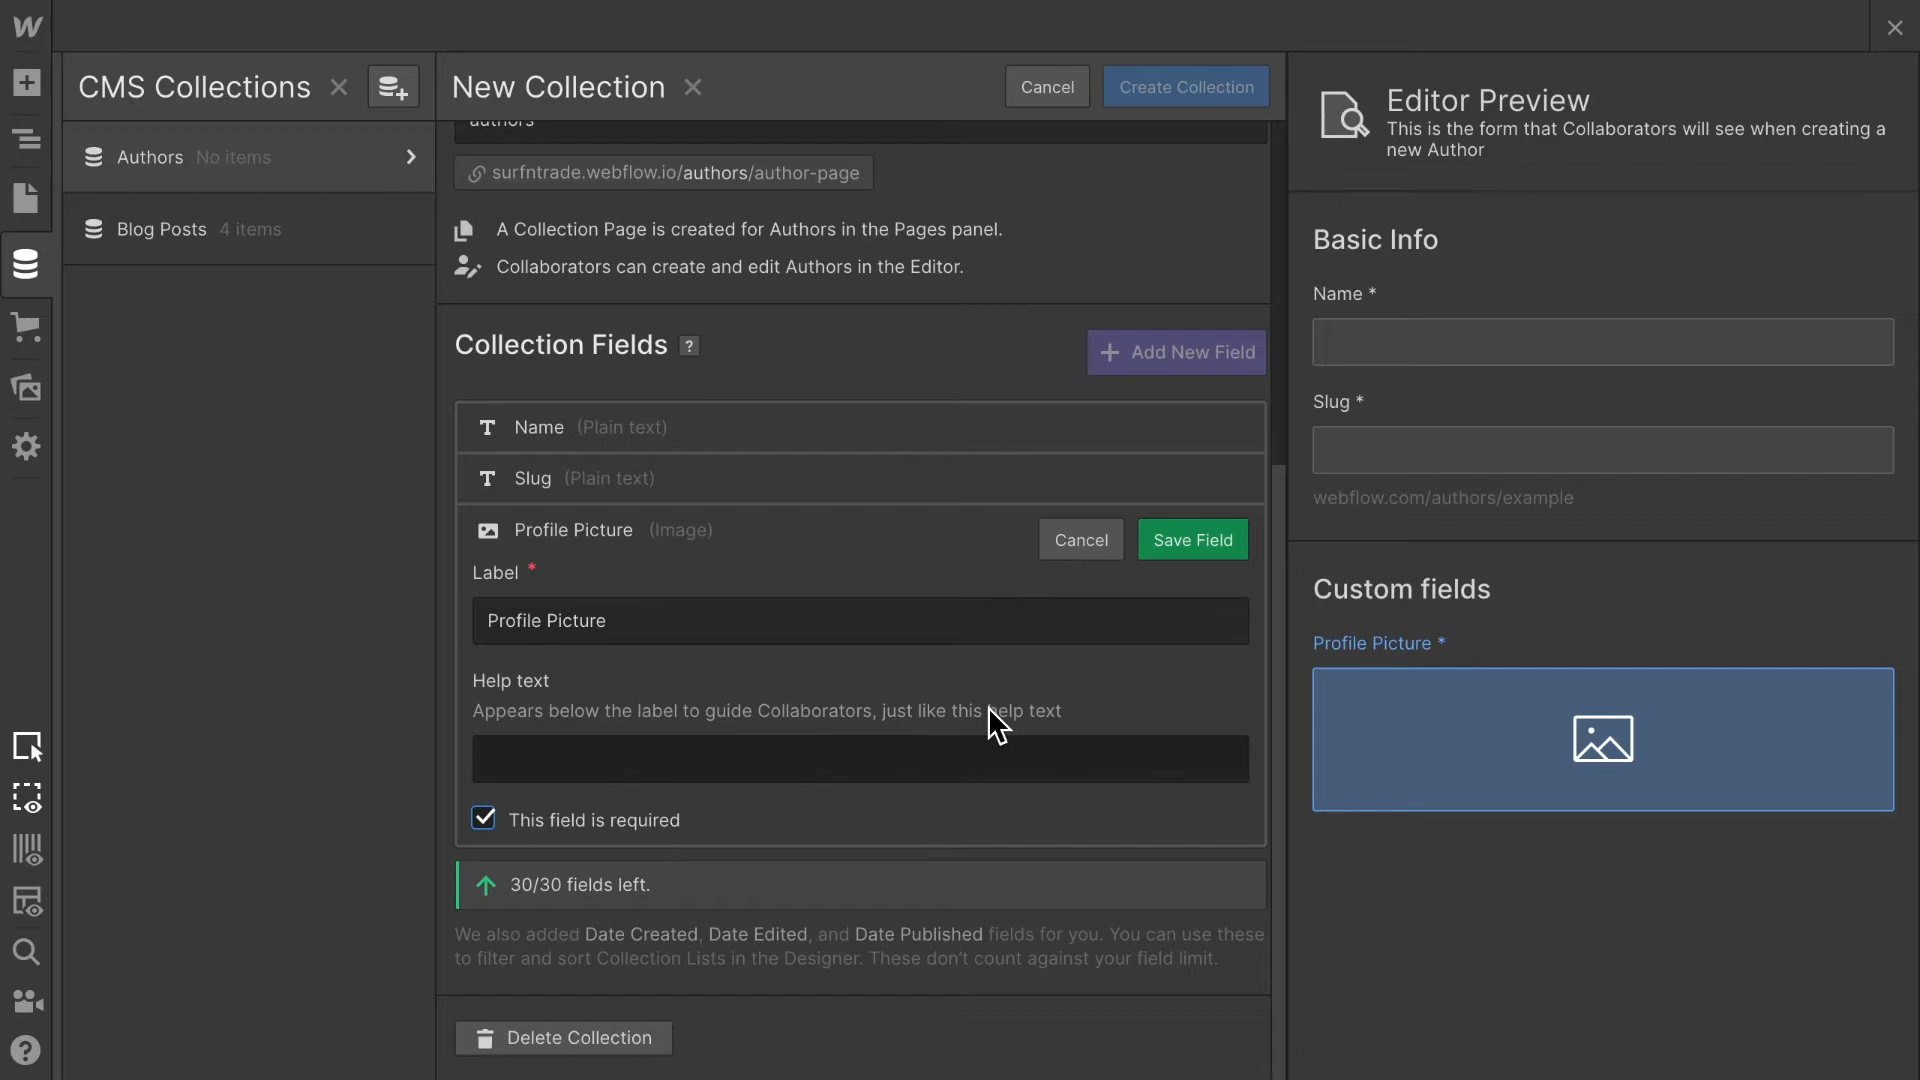 W
CMS Collections
Authors No items
Blog Posts 4 items
New Collection
Cancel
Create Collection
authors
surfntrade.webflow.io/authors/author-page
A Collection Page is created for Authors in the Pages panel.
Collaborators can create and edit Authors in the Editor.
Collection Fields ?
+ Add New Field
Name (Plain text)
Slug (Plain text)
Profile Picture (Image)
Cancel
Save Field
Label *
Profile Picture
Help text
Appears below the label to guide Collaborators, just like this help text
This field is required
30/30 fields left.
We also added Date Created, Date Edited, and Date Published fields for you. You can use these
to filter and sort Collection Lists in the Designer. These don't count against your field limit.
Delete Collection
Editor Preview
This is the form that Collaborators will see when creating a
new Author
Basic Info
Name *
Slug *
webflow.com/authors/example
Custom fields
Profile Picture *